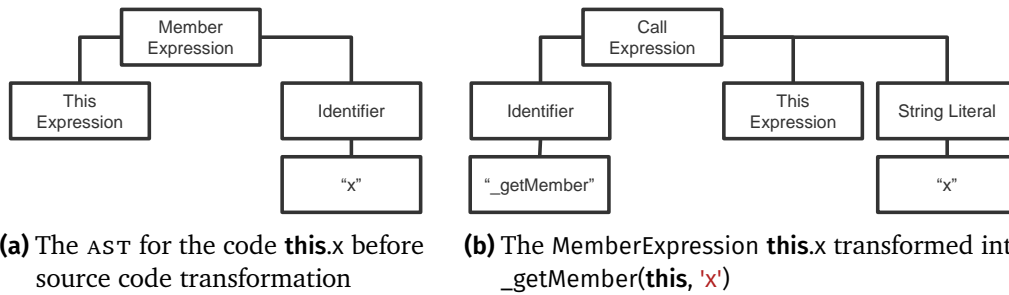 Member
Expression
This
Expression
Identifier
“x”
(a) The AST for the code this.x before
source code transformation
Call
Expression
Identifier
This
Expression
String Literal
“_getMember”
“x”
(b) The MemberExpression this.x transformed int
_getMember(this, 'x')